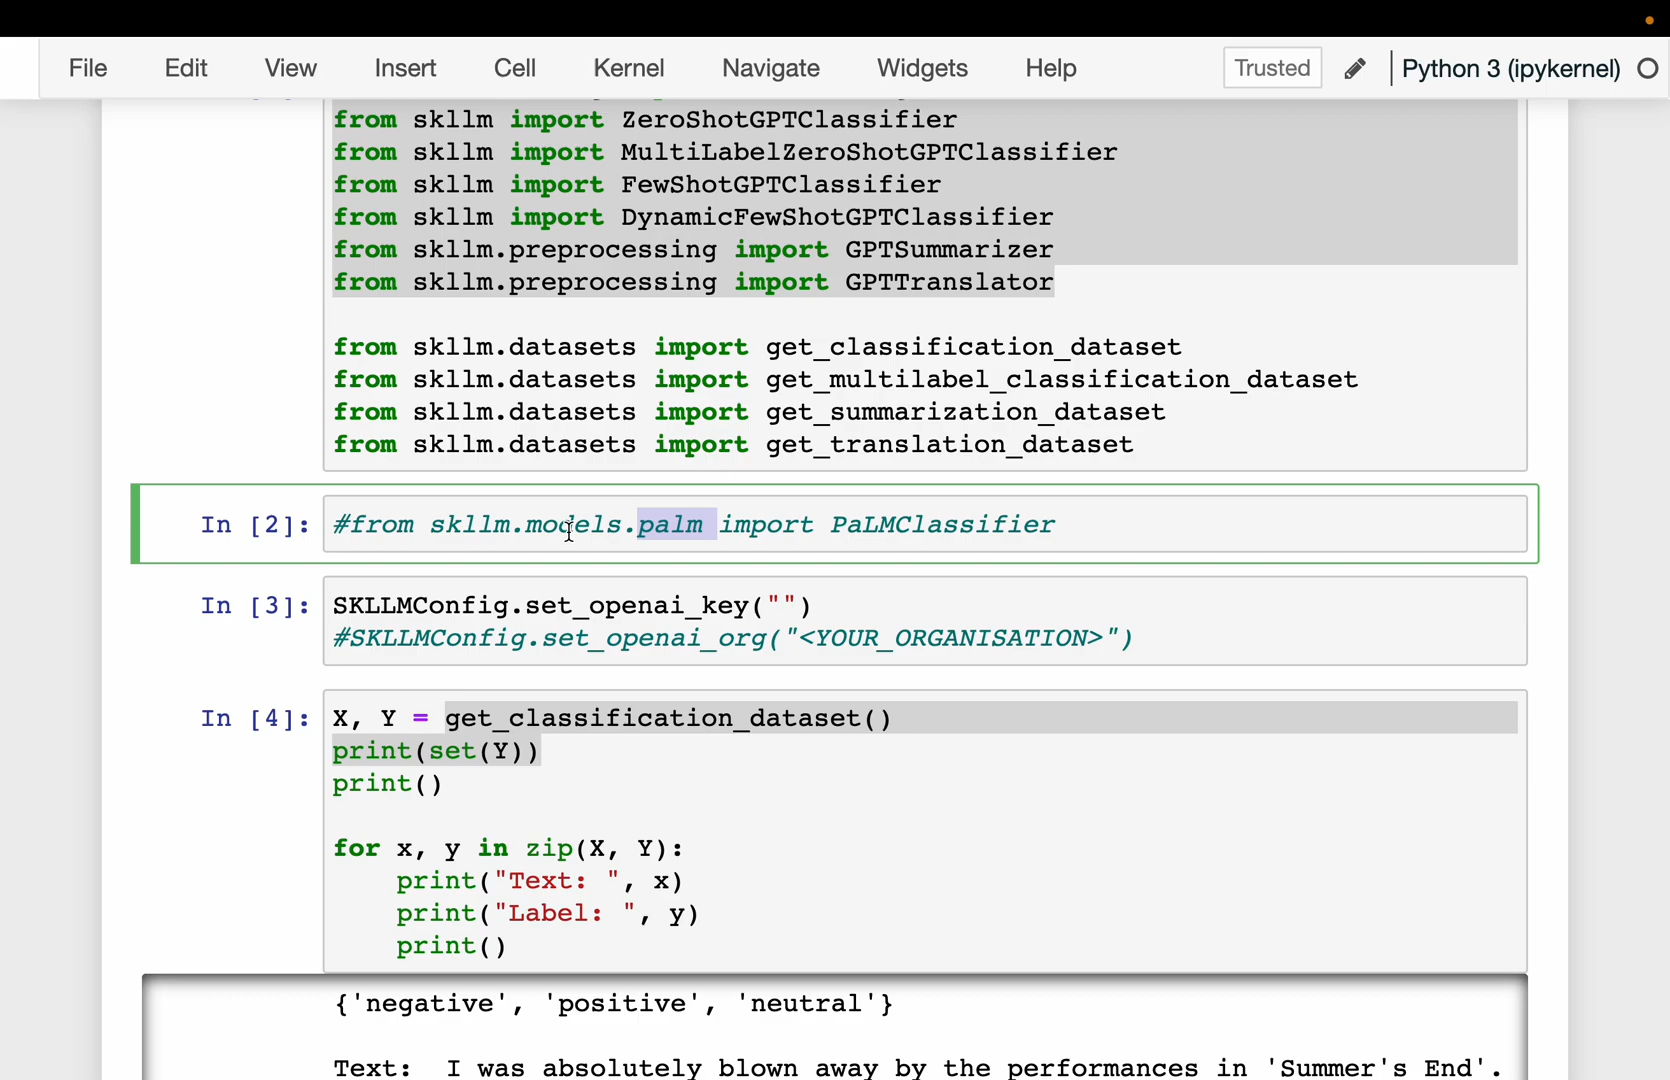 File Edit View Insert Cell Kernel Navigate Widgets Help Trusted Python 3 (ipykernel)
from skllm import ZeroShotGPTClassifier
from skllm import MultiLabelZeroShotGPTClassifier
from skllm import FewShotGPTClassifier
from skllm import DynamicFewShotGPTClassifier
from skllm.preprocessing import GPTSummarizer
from skllm.preprocessing import GPTTranslator
from skllm.datasets import get_classification_dataset
from skllm.datasets import get_multilabel_classification_dataset
from skllm.datasets import get_summarization_dataset
from skllm.datasets import get_translation_dataset
In [2]: #from skllm.models.palm import PaLMClassifier
In [3]: SKLLMConfig.set_openai_key("")
#SKLLMConfig.set_openai_org("<YOUR_ORGANISATION>")
In [4]: X, Y = get_classification_dataset()
print(set(Y))
print()
for x, y in zip(X, Y):
print("Text: ", x)
print("Label: ", y)
print()
{'negative', 'positive', 'neutral'}
Text: I was absolutely blown away by the performances in 'Summer's End'.